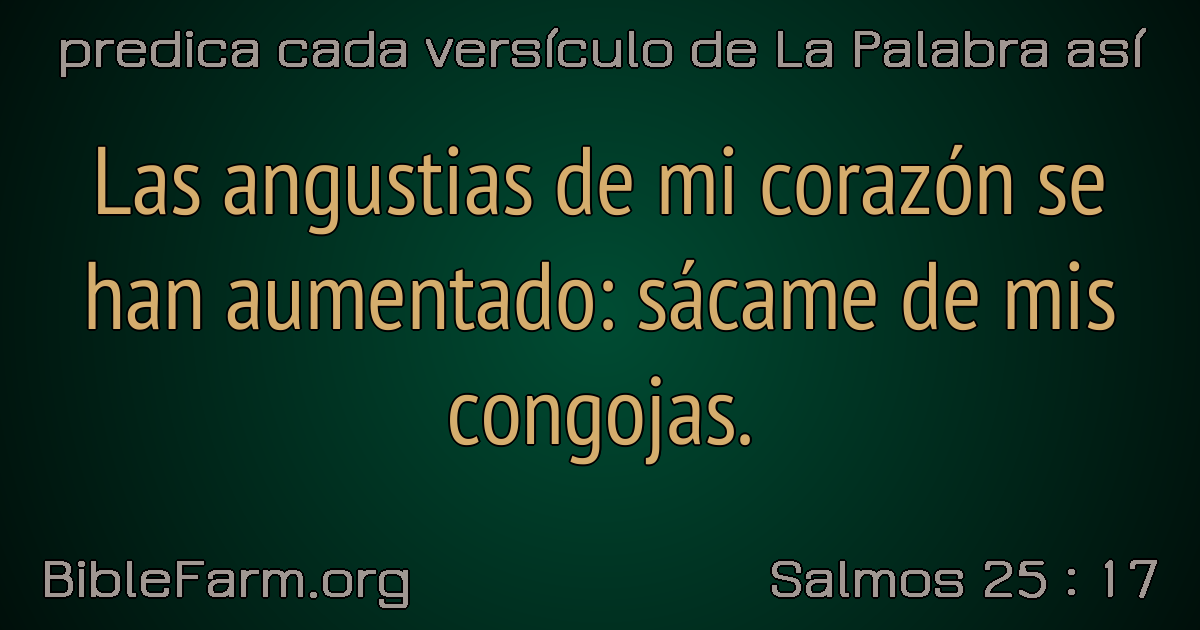 predica cada versículo de La Palabra así
Las angustias de mi corazón se
han aumentado: sácame de mis
congojas.
BibleFarm.org
Salmos 25 : 17